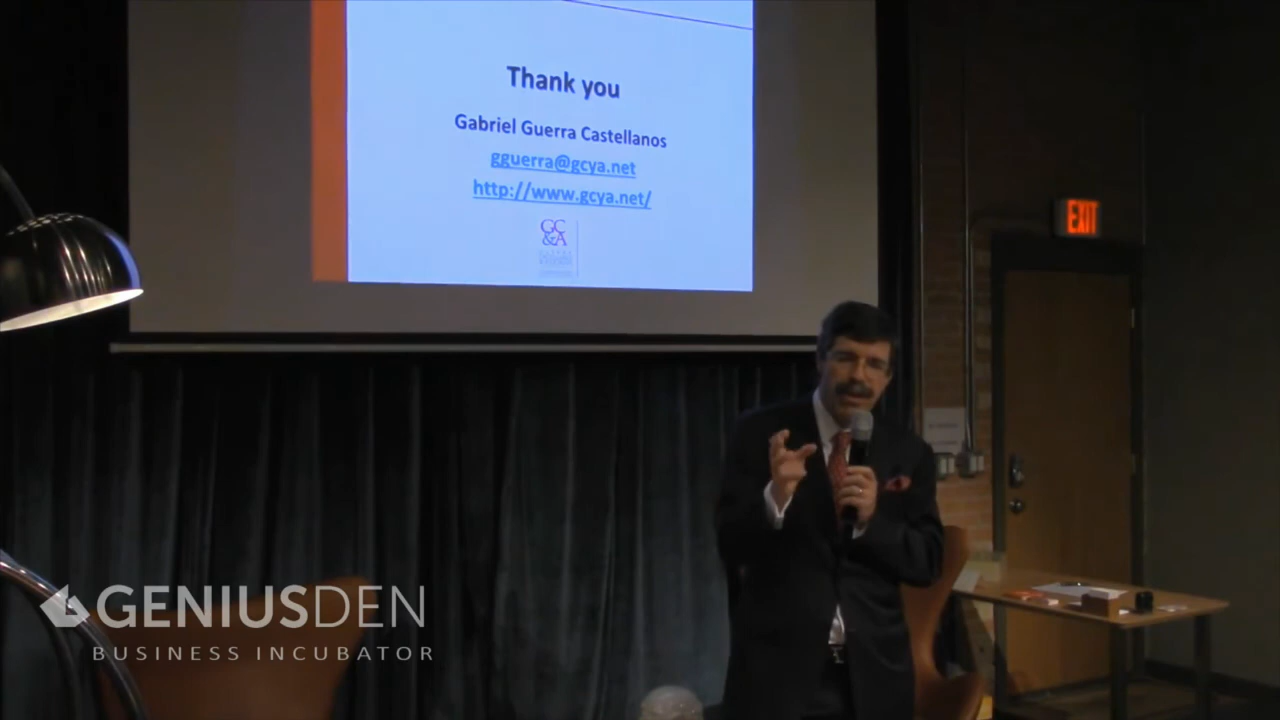 Thank you
Gabriel Guerra Castellanos
gguerra@gcya.net
http://www.gcya.net/
GC
&A
EXIT
GENIUSDEN
BUSINESS INCUBATOR